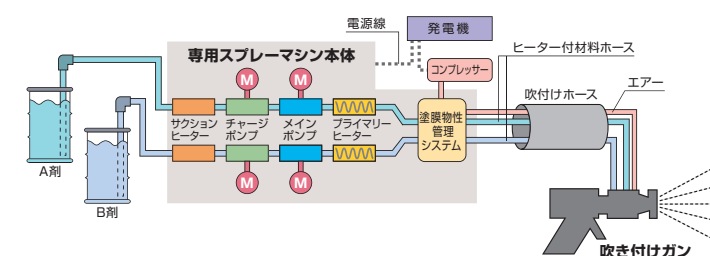 電源線
発電機
専用スプレーマシン本体
コンプレッサー
ヒーター付材料ホース
吹付けホース
エアー
M
M
サクション
ヒーター
チャージ
ポンプ
メイン
ポンプ
プライマリー
ヒーター
塗膜物性
管理
システム
M
M
A剤
B剤
吹き付けガン